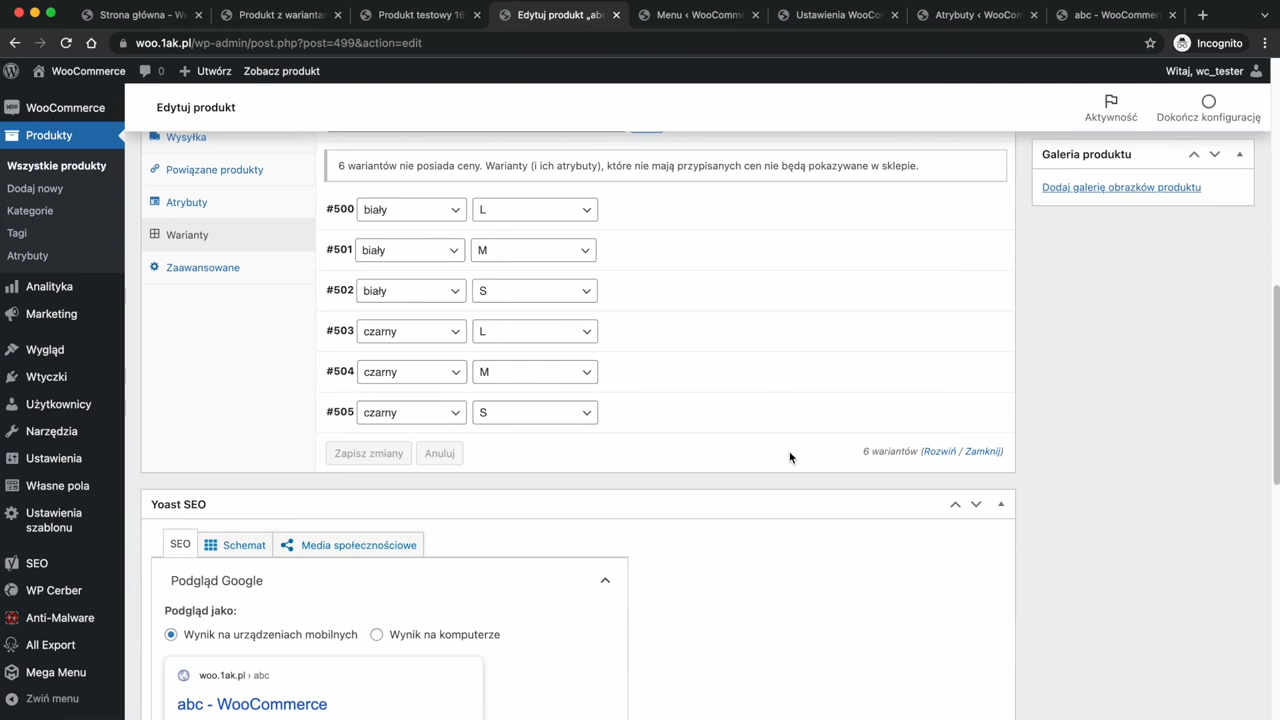 Strona główna - Wo
Produkt z warianta
Produkt testowy 16
Edytuj produkt „abc
Menu ‹ WooComme
Ustawienia WooCom
Atrybuty ‹ WooCom
abc - WooCommerc
woo.1ak.pl/wp-admin/post.php?post=499&action=edit
Incognito
WooCommerce
0
Utwórz
Zobacz produkt
Witaj, wc_tester
WooCommerce
Produkty
Wszystkie produkty
Dodaj nowy
Kategorie
Tagi
Atrybuty
Analityka
Marketing
Wygląd
Wtyczki
Użytkownicy
Narzędzia
Ustawienia
Własne pola
Ustawienia
szablonu
SEO
WP Cerber
Anti-Malware
All Export
Mega Menu
Zwiń menu
Edytuj produkt
Aktywność
Dokończ konfigurację
Wysyłka
Powiązane produkty
Atrybuty
Warianty
Zaawansowane
6 wariantów nie posiada ceny. Warianty (i ich atrybuty), które nie mają przypisanych cen nie będą pokazywane w sklepie.
#500 biały L
#501 biały M
#502 biały S
#503 czarny L
#504 czarny M
#505 czarny S
Zapisz zmiany
Anuluj
6 wariantów (Rozwiń / Zamknij)
Galeria produktu
Dodaj galerię obrazków produktu
Yoast SEO
SEO
Schemat
Media społecznościowe
Podgląd Google
Podgląd jako:
Wynik na urządzeniach mobilnych
Wynik na komputerze
woo.1ak.pl › abc
abc - WooCommerce